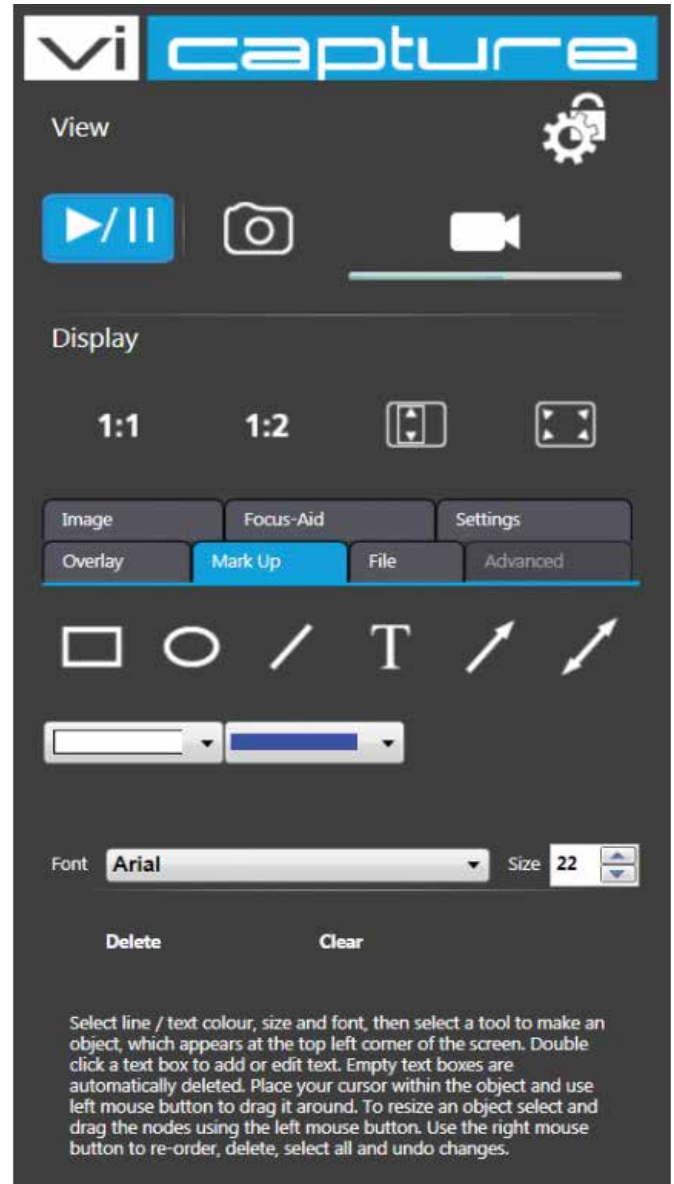 vi capture
View
Display
1:1 1:2
Image Focus-Aid Settings
Overlay Mark Up File Advanced
T
Font Arial Size 22
Delete Clear
Select line / text colour, size and font, then select a tool to make an
object, which appears at the top left corner of the screen. Double
click a text box to add or edit text. Empty text boxes are
automatically deleted. Place your cursor within the object and use
left mouse button to drag it around. To resize an object select and
drag the nodes using the left mouse button. Use the right mouse
button to re-order, delete, select all and undo changes.